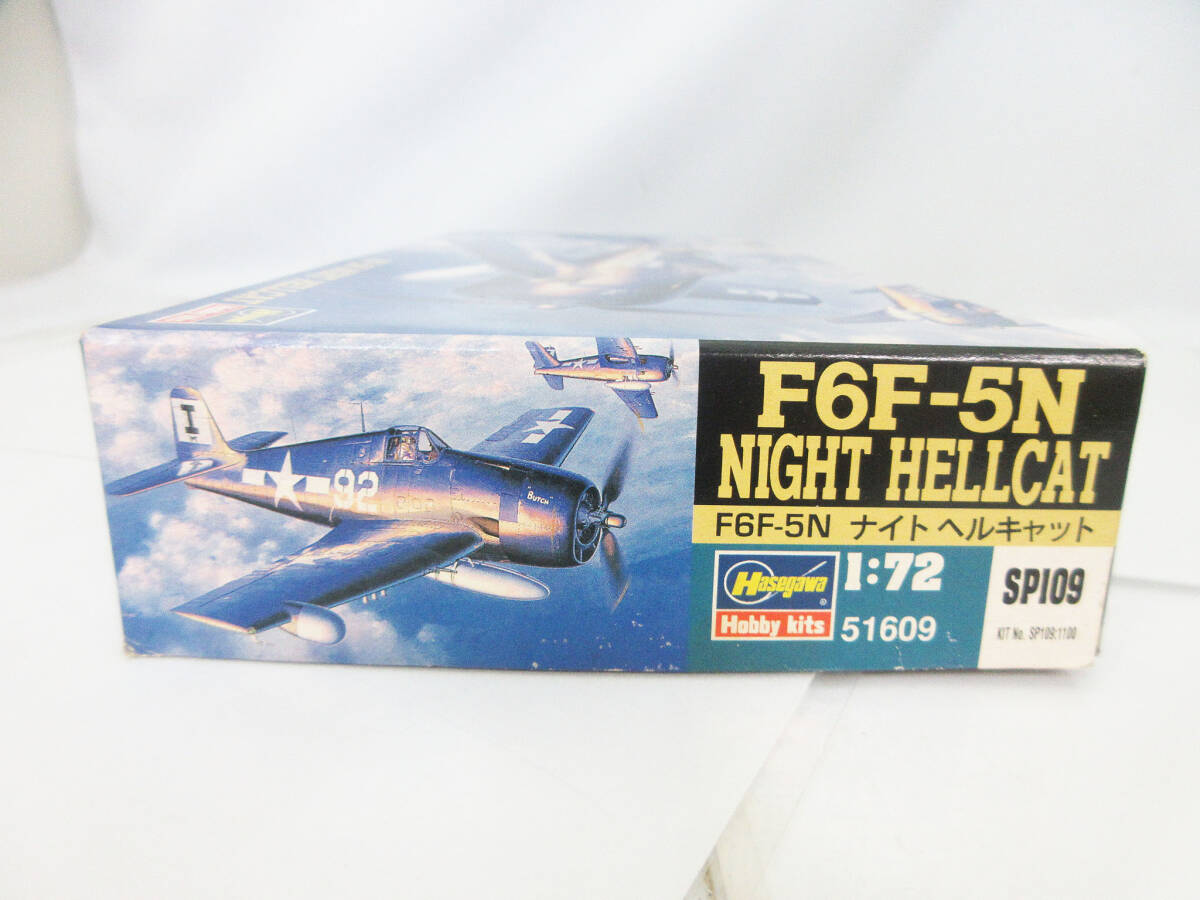 F6F-5N
NIGHT HELLCAT
F6F-5N ナイト ヘルキャット
Hasegawa
Hobby kits
1:72
51609
SP109
KIT No. SP109:1100
I
92
"BUTCH"